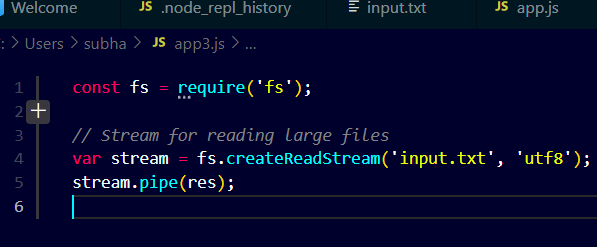 Welcome JS .node_repl_history input.txt JS app.js
: > Users > subha > JS app3.js > ...
1 const fs = require('fs');
2
3 // Stream for reading large files
4 var stream = fs.createReadStream('input.txt', 'utf8');
5 stream.pipe(res);
6